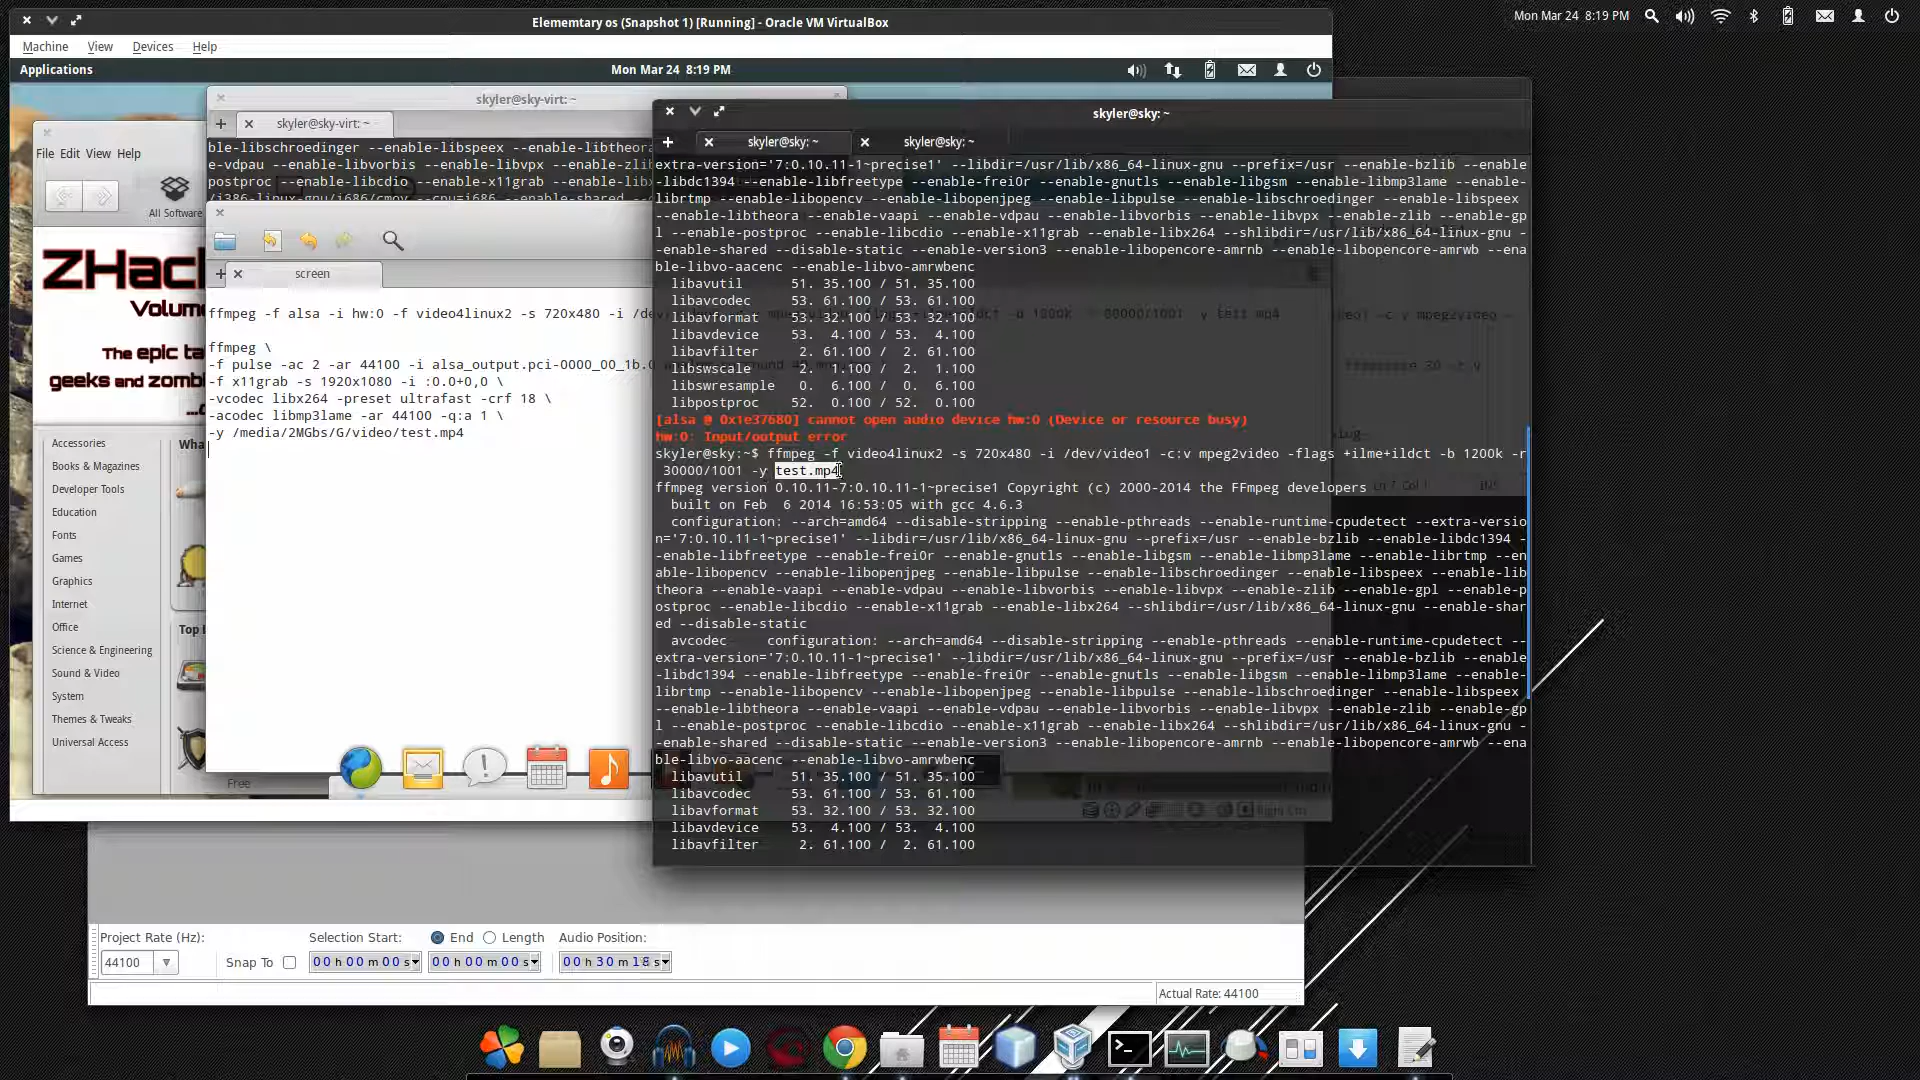 Elememtary os (Snapshot 1) [Running] - Oracle VM VirtualBox
Mon Mar 24 8:19 PM
Machine View Devices Help
Applications
Mon Mar 24 8:19 PM
skyler@sky-virt: ~
skyler@sky-virt: ~
ble-libschroedinger --enable-libspeex --enable-libtheora
e-vdpau --enable-libvorbis --enable-libvpx --enable-zlib
postproc --enable-libcdio --enable-x11grab --enable-libx
/i386-linux-gnu/i686/cmov --cpu=i686 --enable-shared
File Edit View Help
All Software
ZHac
Volume
The epic ta
geeks and zomb
Accessories
Books & Magazines
Developer Tools
Education
Fonts
Games
Graphics
Internet
Office
Science & Engineering
Sound & Video
System
Themes & Tweaks
Universal Access
Wha
Top
Free
screen
ffmpeg -f alsa -i hw:0 -f video4linux2 -s 720x480 -i /de
ffmpeg \
-f pulse -ac 2 -ar 44100 -i alsa_output.pci-0000_00_1b.0
-f x11grab -s 1920x1080 -i :0.0+0,0 \
-vcodec libx264 -preset ultrafast -crf 18 \
-acodec libmp3lame -ar 44100 -q:a 1 \
-y /media/2MGbs/G/video/test.mp4
skyler@sky: ~
skyler@sky: ~
skyler@sky: ~
extra-version='7:0.10.11-1~precise1' --libdir=/usr/lib/x86_64-linux-gnu --prefix=/usr --enable-bzlib --enable
-libdc1394 --enable-libfreetype --enable-frei0r --enable-gnutls --enable-libgsm --enable-libmp3lame --enable-
librtmp --enable-libopencv --enable-libopenjpeg --enable-libpulse --enable-libschroedinger --enable-libspeex
--enable-libtheora --enable-vaapi --enable-vdpau --enable-libvorbis --enable-libvpx --enable-zlib --enable-gp
l --enable-postproc --enable-libcdio --enable-x11grab --enable-libx264 --shlibdir=/usr/lib/x86_64-linux-gnu -
-enable-shared --disable-static --enable-version3 --enable-libopencore-amrnb --enable-libopencore-amrwb --ena
ble-libvo-aacenc --enable-libvo-amrwbenc
libavutil 51. 35.100 / 51. 35.100
libavcodec 53. 61.100 / 53. 61.100
libavformat 53. 32.100 / 53. 32.100
libavdevice 53. 4.100 / 53. 4.100
libavfilter 2. 61.100 / 2. 61.100
libswscale 2. 1.100 / 2. 1.100
libswresample 0. 6.100 / 0. 6.100
libpostproc 52. 0.100 / 52. 0.100
[alsa @ 0x1e37680] cannot open audio device hw:0 (Device or resource busy)
hw:0: Input/output error
skyler@sky:~$ ffmpeg -f video4linux2 -s 720x480 -i /dev/video1 -c:v mpeg2video -flags +ilme+ildct -b 1200k -r
30000/1001 -y test.mp4
ffmpeg version 0.10.11-7:0.10.11-1~precise1 Copyright (c) 2000-2014 the FFmpeg developers
built on Feb 6 2014 16:53:05 with gcc 4.6.3
configuration: --arch=amd64 --disable-stripping --enable-pthreads --enable-runtime-cpudetect --extra-versio
n='7:0.10.11-1~precise1' --libdir=/usr/lib/x86_64-linux-gnu --prefix=/usr --enable-bzlib --enable-libdc1394 -
-enable-libfreetype --enable-frei0r --enable-gnutls --enable-libgsm --enable-libmp3lame --enable-librtmp --en
able-libopencv --enable-libopenjpeg --enable-libpulse --enable-libschroedinger --enable-libspeex --enable-lib
theora --enable-vaapi --enable-vdpau --enable-libvorbis --enable-libvpx --enable-zlib --enable-gpl --enable-p
ostproc --enable-libcdio --enable-x11grab --enable-libx264 --shlibdir=/usr/lib/x86_64-linux-gnu --enable-shar
ed --disable-static
avcodec configuration: --arch=amd64 --disable-stripping --enable-pthreads --enable-runtime-cpudetect --
extra-version='7:0.10.11-1~precise1' --libdir=/usr/lib/x86_64-linux-gnu --prefix=/usr --enable-bzlib --enable
-libdc1394 --enable-libfreetype --enable-frei0r --enable-gnutls --enable-libgsm --enable-libmp3lame --enable-
librtmp --enable-libopencv --enable-libopenjpeg --enable-libpulse --enable-libschroedinger --enable-libspeex
--enable-libtheora --enable-vaapi --enable-vdpau --enable-libvorbis --enable-libvpx --enable-zlib --enable-gp
l --enable-postproc --enable-libcdio --enable-x11grab --enable-libx264 --shlibdir=/usr/lib/x86_64-linux-gnu -
-enable-shared --disable-static --enable-version3 --enable-libopencore-amrnb --enable-libopencore-amrwb --ena
ble-libvo-aacenc --enable-libvo-amrwbenc
libavutil 51. 35.100 / 51. 35.100
libavcodec 53. 61.100 / 53. 61.100
libavformat 53. 32.100 / 53. 32.100
libavdevice 53. 4.100 / 53. 4.100
libavfilter 2. 61.100 / 2. 61.100
Right Ctrl
Project Rate (Hz):
44100
Snap To
Selection Start:
End Length
Audio Position:
00 h 00 m 00 s
00 h 00 m 00 s
00 h 30 m 18 s
Actual Rate: 44100